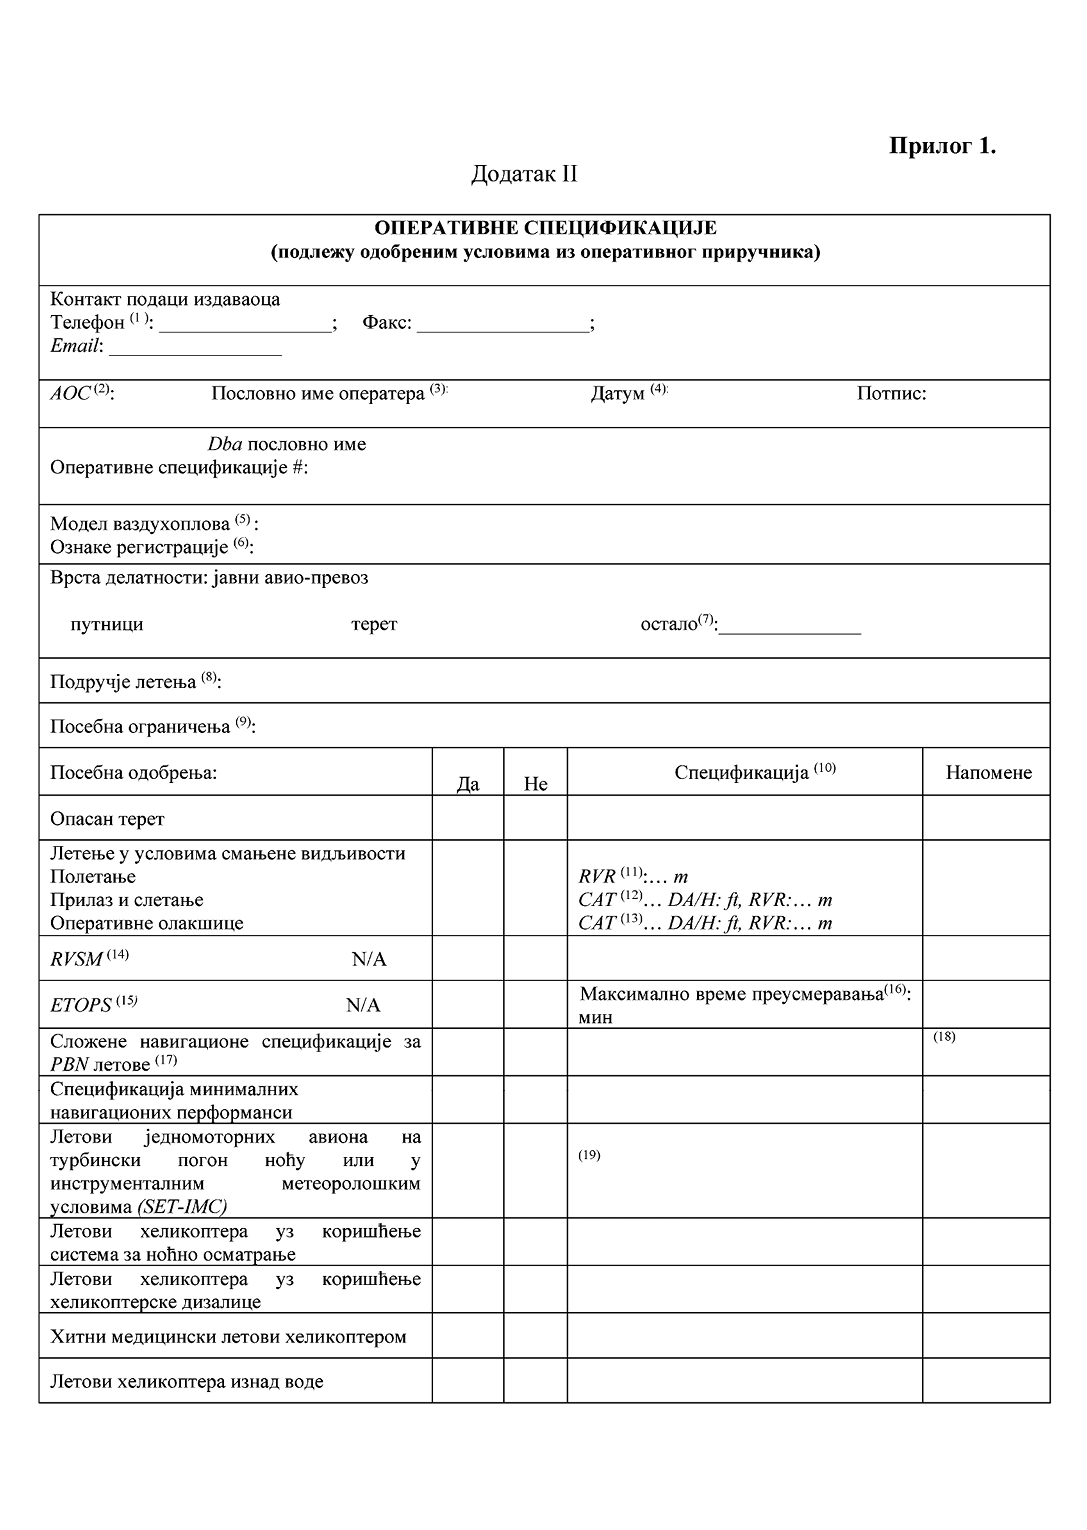 Прилог 1.
Додатак II
ОПЕРАТИВНЕ СПЕЦИФИКАЦИЈЕ
(подлежу одобреним условима из оперативног приручника)
Контакт подаци издаваоца
Телефон (1 ): __________________; Факс: __________________;
Email: __________________
AOC (2): Пословно име оператера (3): Датум (4): Потпис:
Dba пословно име
Оперативне спецификације #:
Модел ваздухоплова (5) :
Ознаке регистрације (6):
Врста делатности: јавни авио-превоз
путници терет остало(7):_______________
Подручје летења (8):
Посебна ограничења (9):
Посебна одобрења: Да Не Спецификација (10) Напомене
Опасан терет
Летење у условима смањене видљивости
Полетање RVR (11):… m
Прилаз и слетање CAT (12)… DA/H: ft, RVR:… m
Оперативне олакшице CAT (13)… DA/H: ft, RVR:… m
RVSM (14) N/A
ETOPS (15) N/A Максимално време преусмеравања(16):
мин
Сложене навигационе спецификације за (18)
PBN летове (17)
Спецификација минималних
навигационих перформанси
Летови једномоторних авиона на
турбински погон ноћу или у (19)
инструменталним метеоролошким
условима (SET-IMC)
Летови хеликоптера уз коришћење
система за ноћно осматрање
Летови хеликоптера уз коришћење
хеликоптерске дизалице
Хитни медицински летови хеликоптером
Летови хеликоптера изнад воде